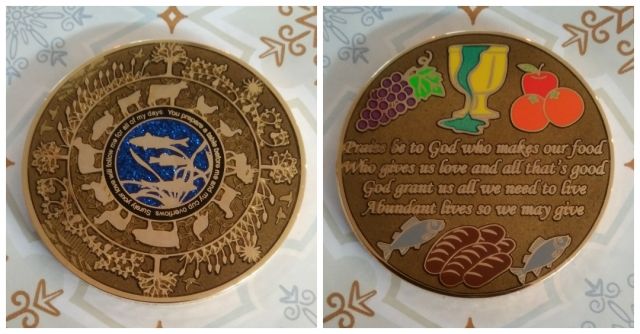 You prepare a table before me and my cup overflows Surely your love will follow me for all of my days
Praise be to God who makes our food
Who gives us love and all that's good
God grant us all we need to live
Abundant lives so we may give